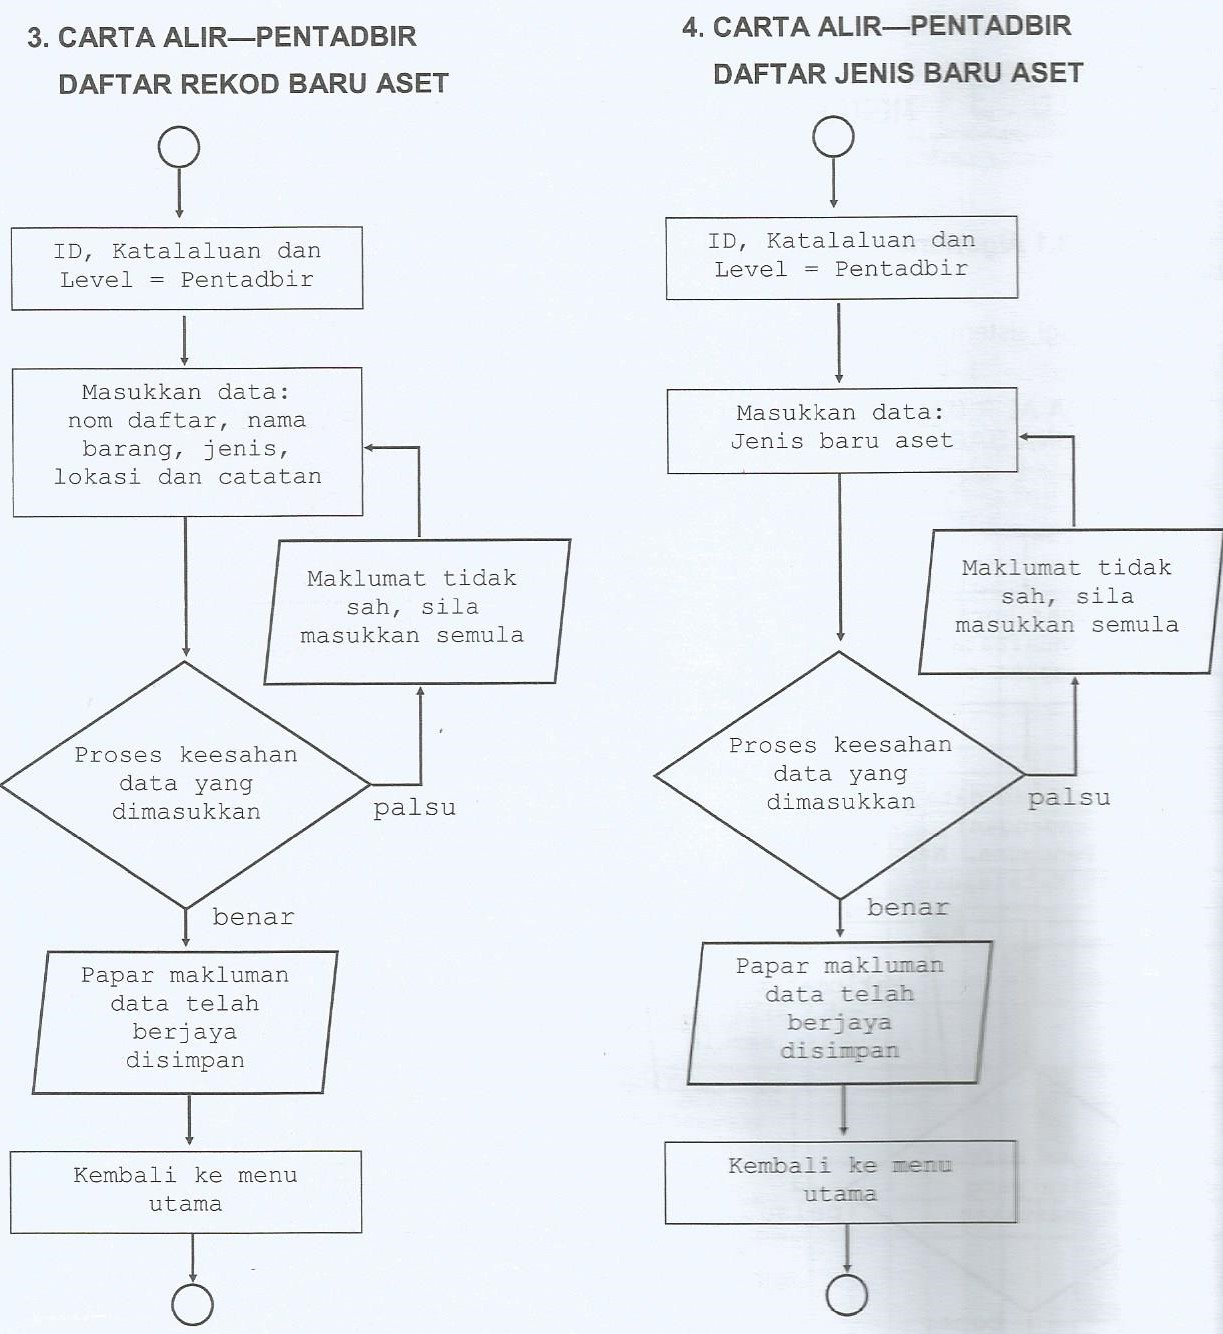 3. CARTA ALIR—PENTADBIR
DAFTAR REKOD BARU ASET
ID, Katalaluan dan
Level = Pentadbir
Masukkan data:
nom daftar, nama
barang, jenis,
lokasi dan catatan
Maklumat tidak
sah, sila
masukkan semula
Proses keesahan
data yang
dimasukkan
palsu
benar
Papar makluman
data telah
berjaya
disimpan
Kembali ke menu
utama
4. CARTA ALIR—PENTADBIR
DAFTAR JENIS BARU ASET
ID, Katalaluan dan
Level = Pentadbir
Masukkan data:
Jenis baru aset
Maklumat tidak
sah, sila
masukkan semula
Proses keesahan
data yang
dimasukkan
palsu
benar
Papar makluman
data telah
berjaya
disimpan
Kembali ke menu
utama